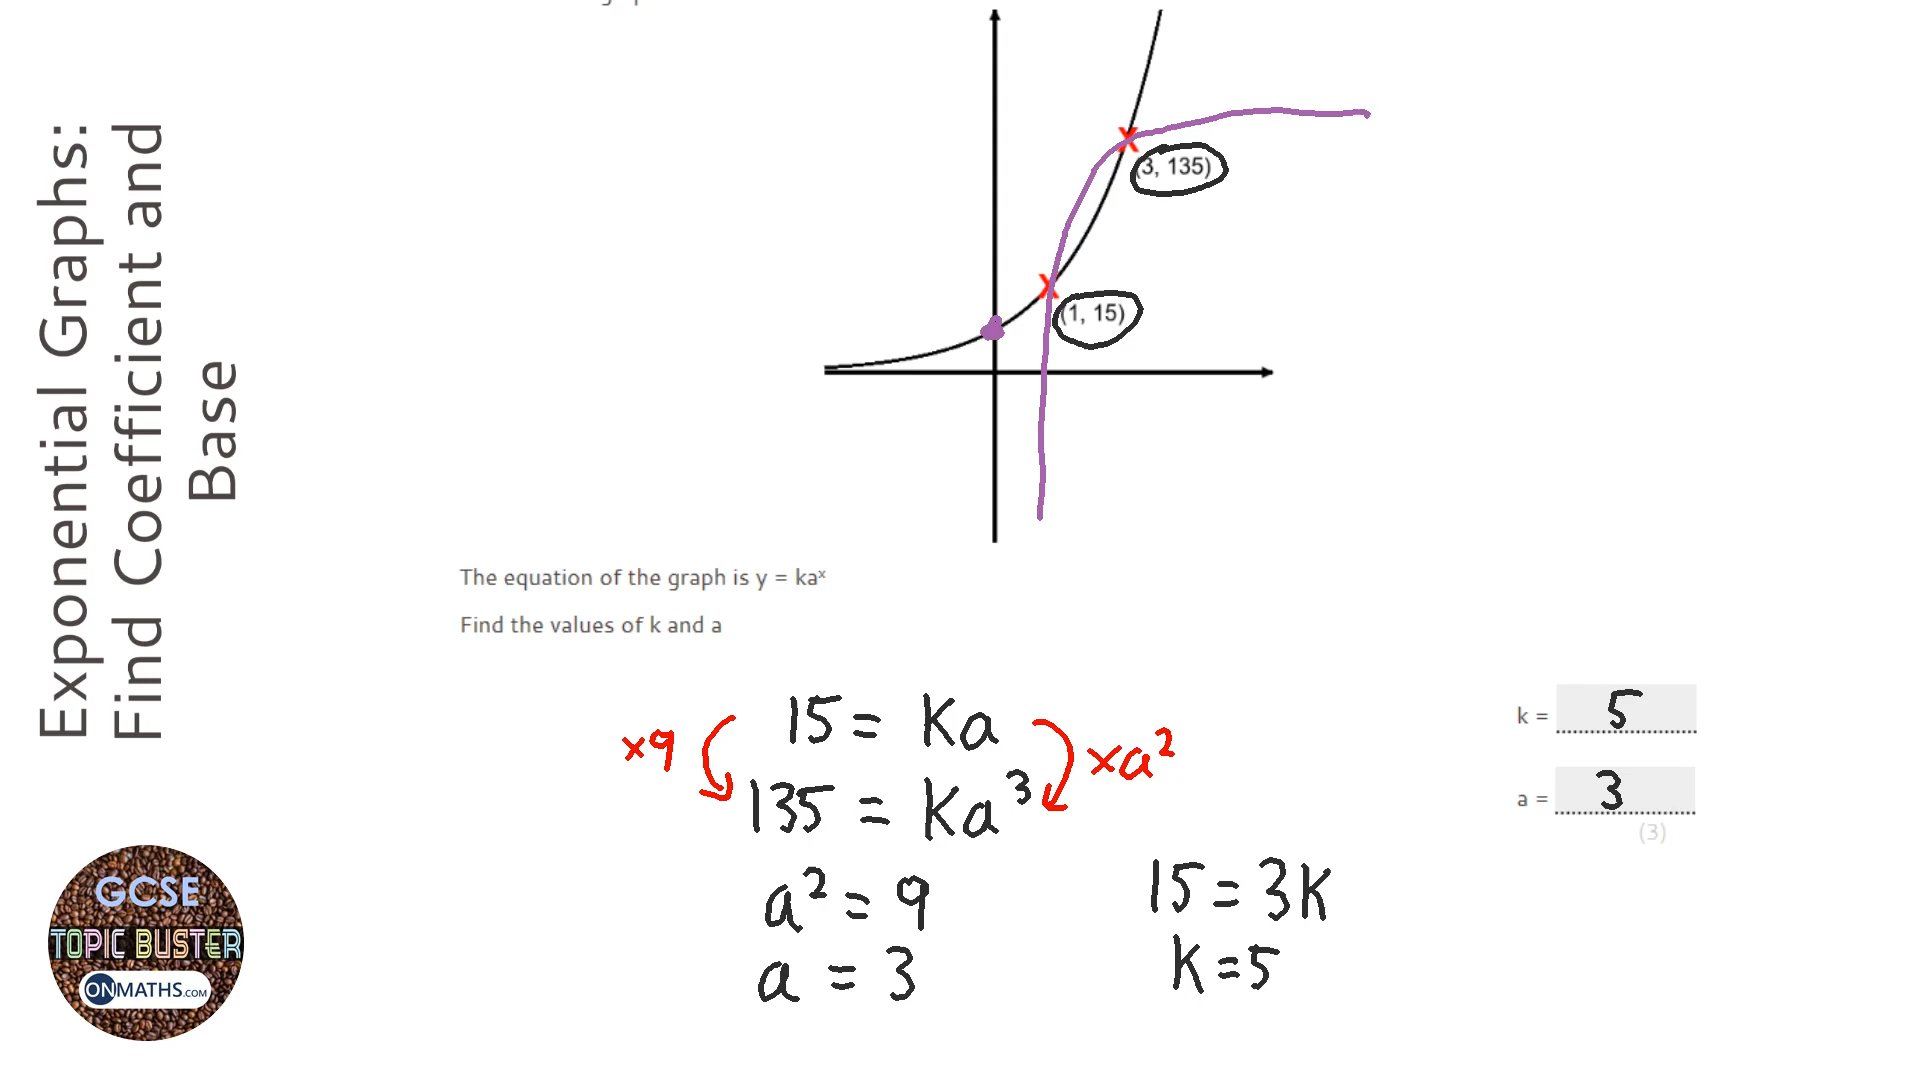 Exponential Graphs:
Find Coefficient and
Base
(3, 135)
(1, 15)
The equation of the graph is y = kaˣ
Find the values of k and a
15 = Ka
×9
×a²
135 = Ka³
a² = 9
a = 3
15 = 3K
K = 5
k = 5
a = 3
(3)
GCSE
TOPIC BUSTER
ONMATHS.COM